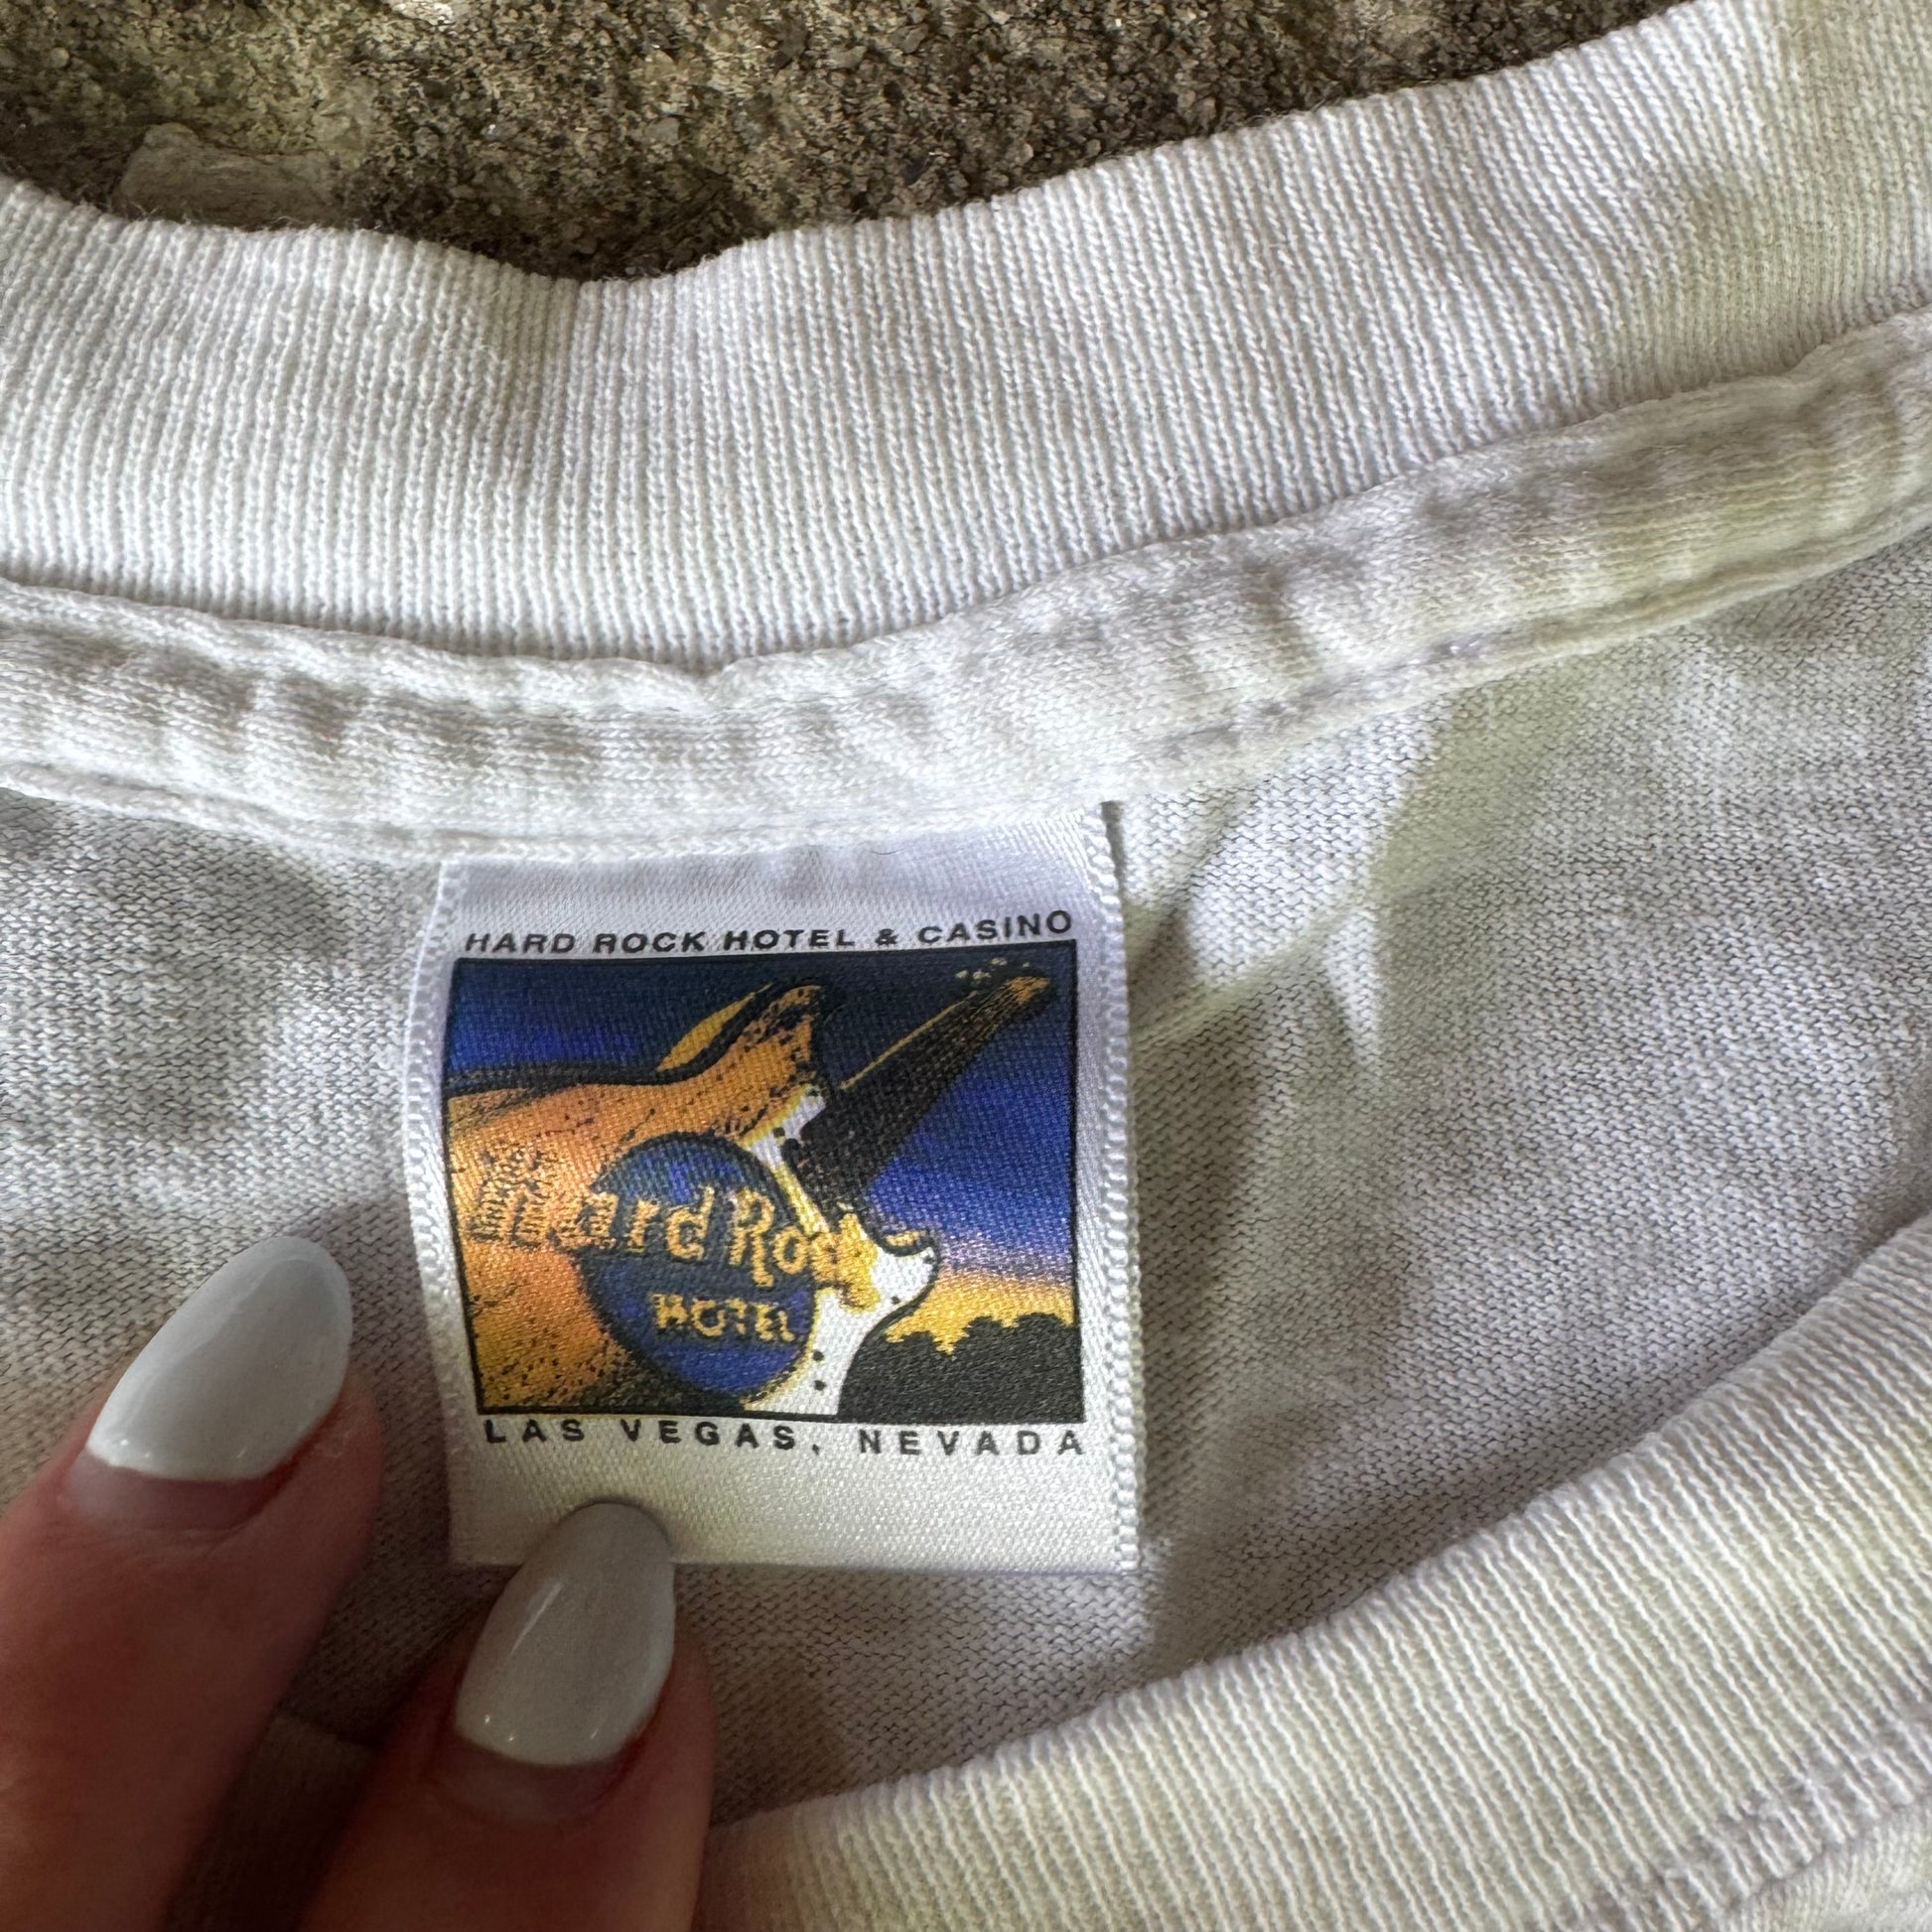 HARD ROCK HOTEL & CASINO
Hard Rock
HOTEL
LAS VEGAS, NEVADA